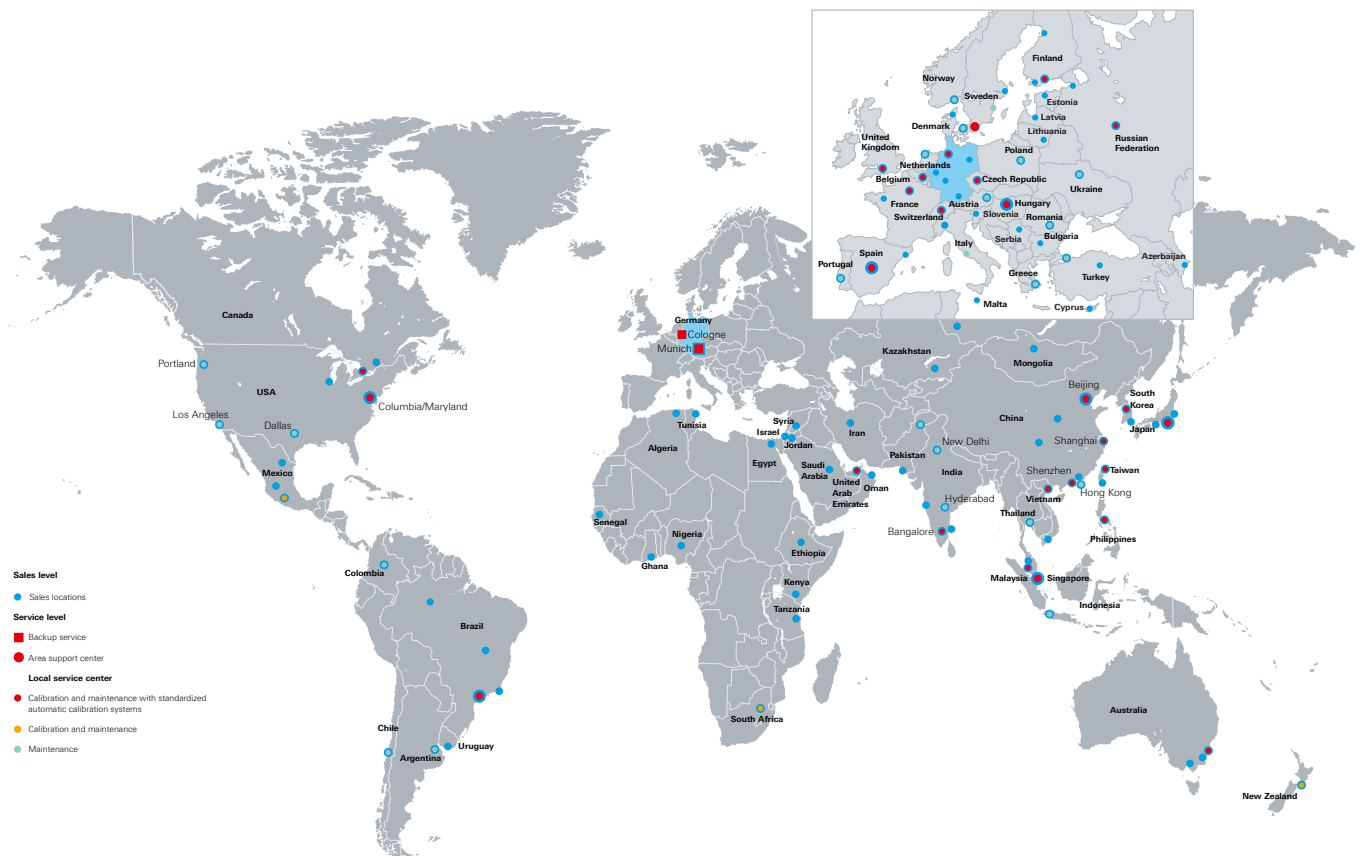 Finland
Norway
Sweden
Estonia
Latvia
Denmark
Lithuania
United
Kingdom
Russian
Federation
Poland
Netherlands
Belgium
Czech Republic
Ukraine
France
Austria
Hungary
Switzerland
Slovenia
Romania
Serbia
Bulgaria
Italy
Spain
Portugal
Azerbaijan
Greece
Turkey
Malta
Cyprus
Canada
Germany
Cologne
Munich
Kazakhstan
Mongolia
Portland
USA
Columbia/Maryland
Beijing
South
Korea
Los Angeles
Dallas
China
Japan
Tunisia
Syria
Israel
Jordan
Iran
Algeria
Egypt
New Delhi
Shanghai
Pakistan
Mexico
Saudi
Arabia
United
Arab
Emirates
Oman
India
Shenzhen
Taiwan
Hong Kong
Vietnam
Hyderabad
Thailand
Senegal
Nigeria
Bangalore
Philippines
Ghana
Ethiopia
Colombia
Kenya
Malaysia
Singapore
Tanzania
Indonesia
Brazil
Australia
South Africa
Chile
Argentina
Uruguay
New Zealand
Sales level
Sales locations
Service level
Backup service
Area support center
Local service center
Calibration and maintenance with standardized
automatic calibration systems
Calibration and maintenance
Maintenance